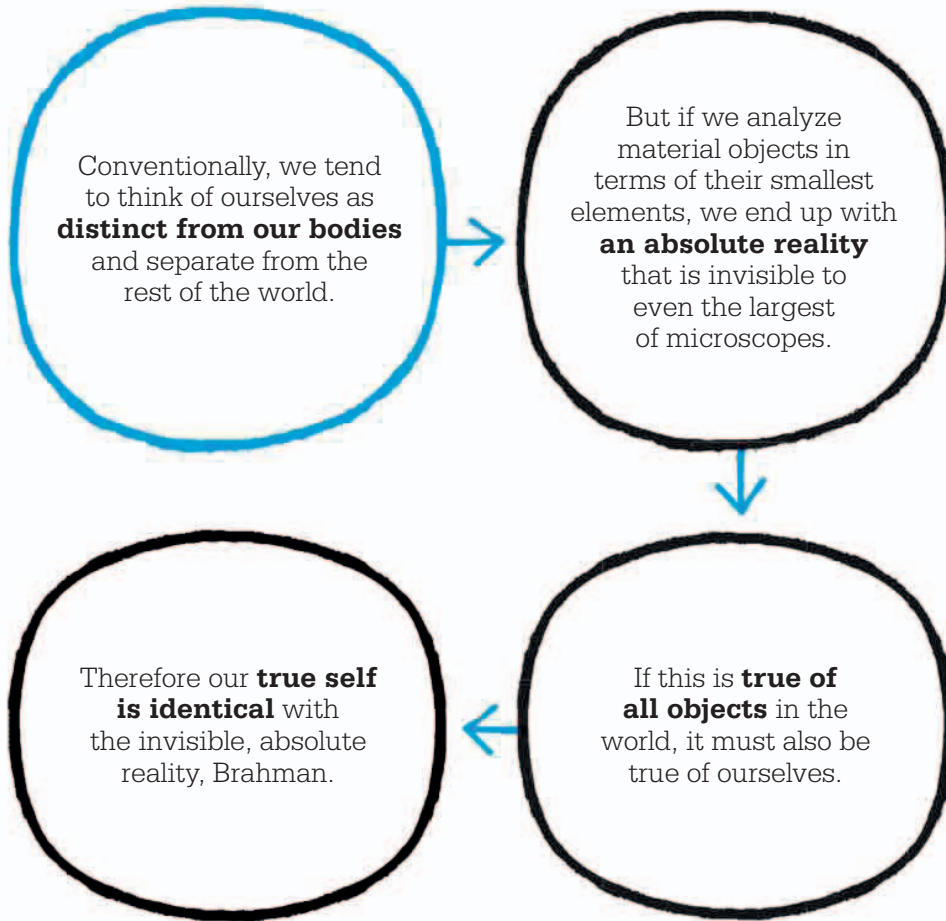 Conventionally, we tend
to think of ourselves as
distinct from our bodies
and separate from the
rest of the world.
But if we analyze
material objects in
terms of their smallest
elements, we end up with
an absolute reality
that is invisible to
even the largest
of microscopes.
If this is true of
all objects in the
world, it must also be
true of ourselves.
Therefore our true self
is identical with
the invisible, absolute
reality, Brahman.